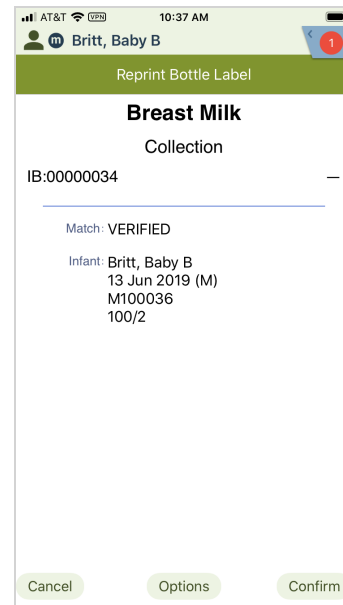 AT&T VPN 10:37 AM
m Britt, Baby B
< 1
Reprint Bottle Label
Breast Milk
Collection
IB:00000034 –
Match: VERIFIED
Infant: Britt, Baby B
13 Jun 2019 (M)
M100036
100/2
Cancel Options Confirm